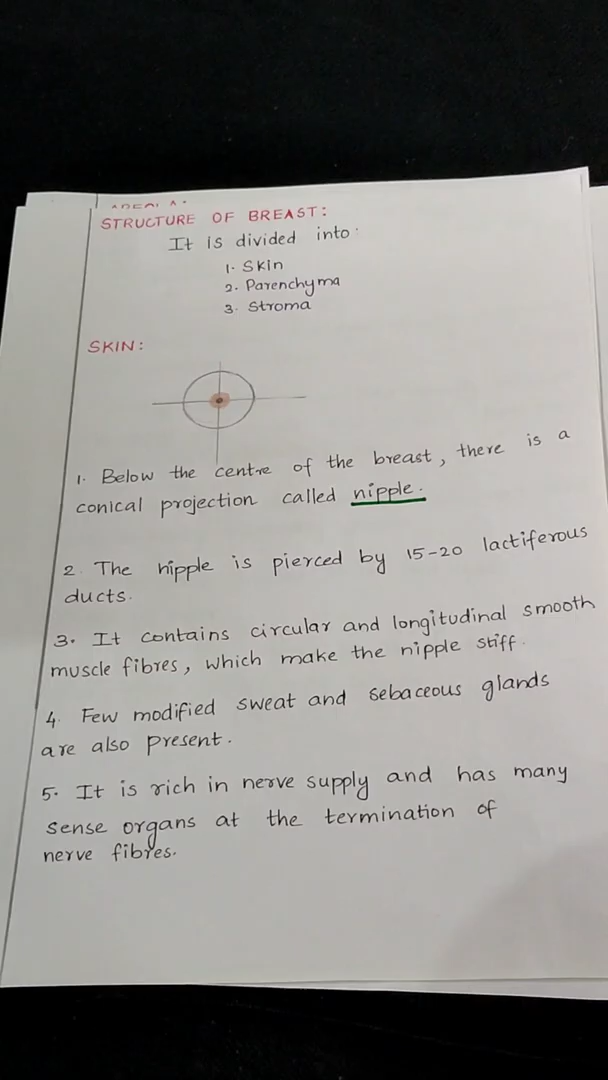 STRUCTURE OF BREAST:
It is divided into:
1. Skin
2. Parenchyma
3. Stroma
SKIN:
1. Below the centre of the breast, there is a
conical projection called nipple.
2. The nipple is pierced by 15-20 lactiferous
ducts.
3. It contains circular and longitudinal smooth
muscle fibres, which make the nipple stiff.
4. Few modified sweat and sebaceous glands
are also present.
5. It is rich in nerve supply and has many
sense organs at the termination of
nerve fibres.